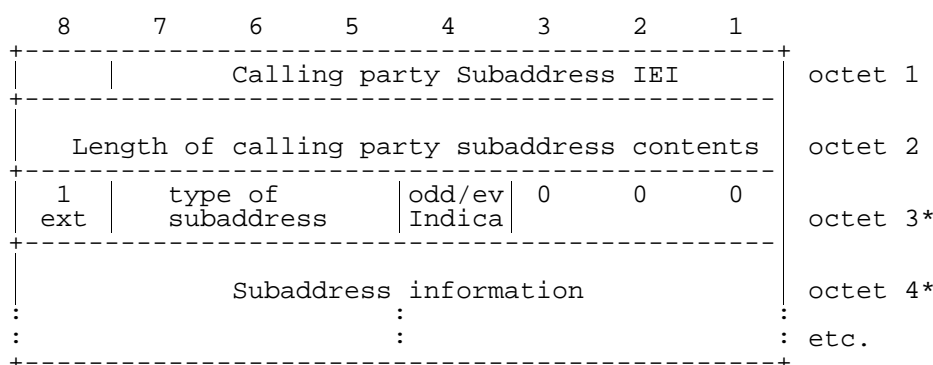 8 7 6 5 4 3 2 1
Calling party Subaddress IEI octet 1
Length of calling party subaddress contents octet 2
1 type of odd/ev 0 0 0
ext subaddress Indica octet 3*
Subaddress information octet 4*
: : :
: : : etc.